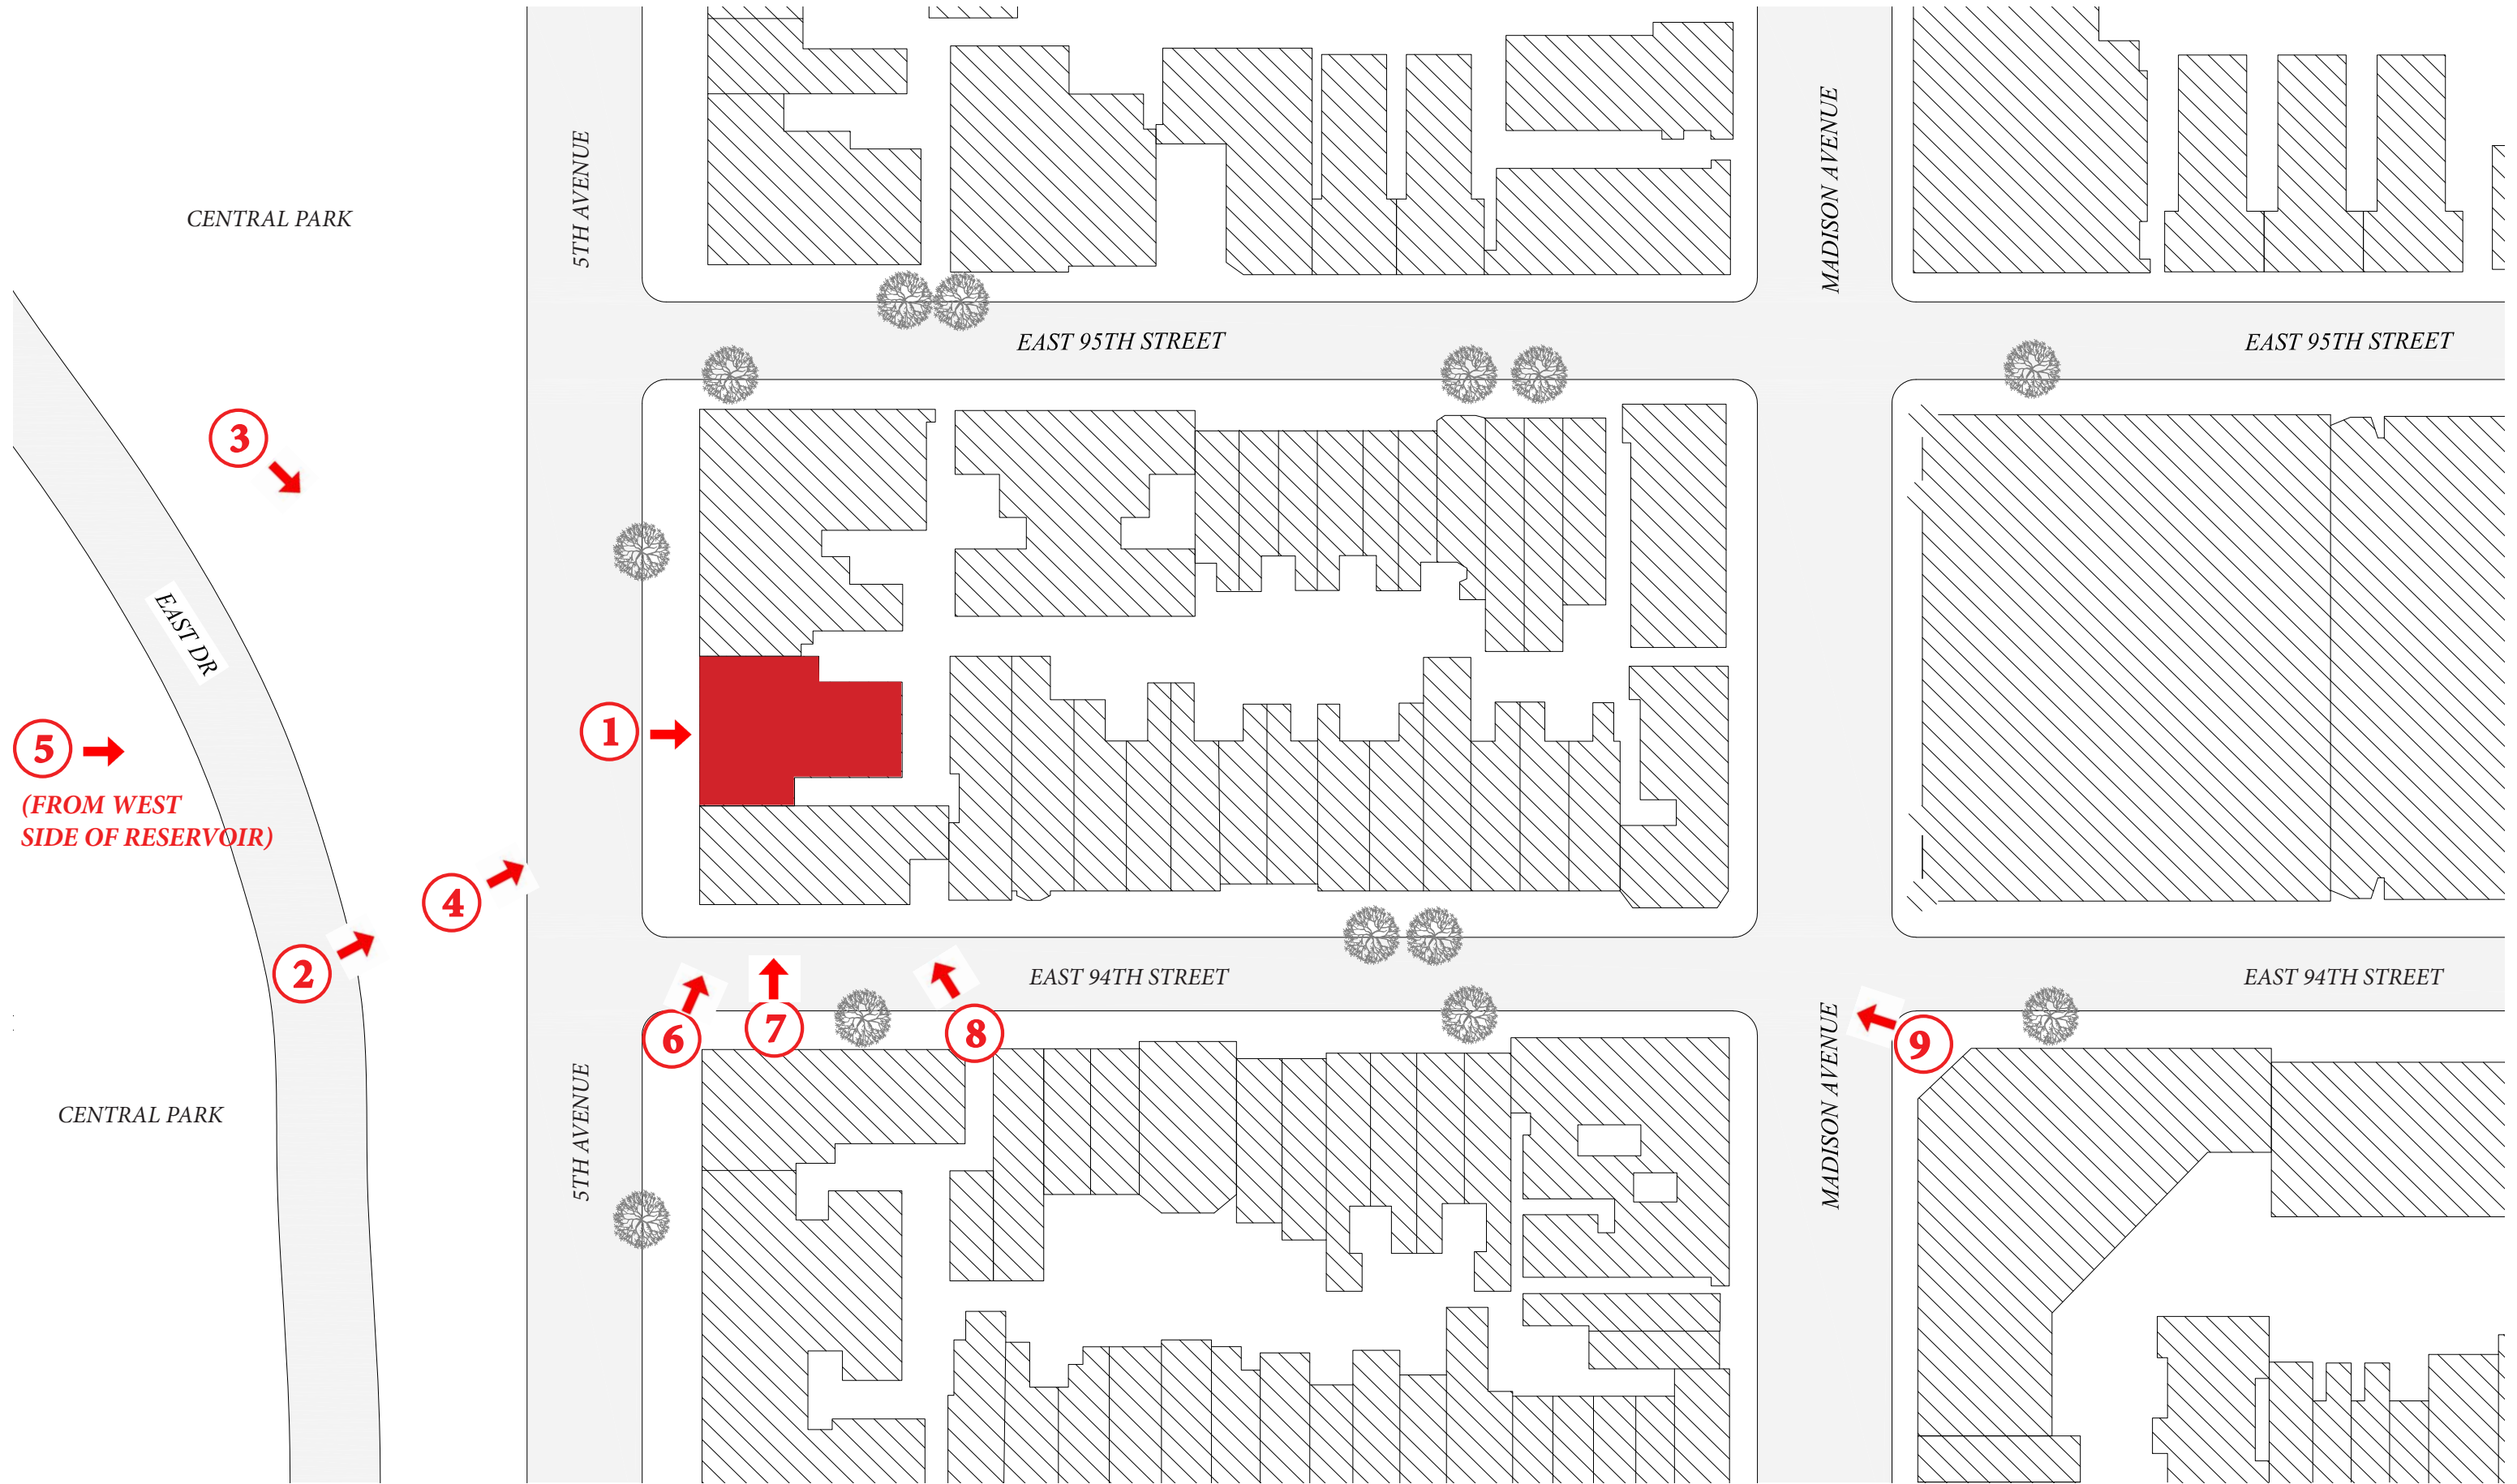 5TH AVENUE
MADISON AVENUE
CENTRAL PARK
EAST 95TH STREET
EAST 95TH STREET
3
EAST DR
1
5
(FROM WEST
SIDE OF RESERVOIR)
4
2
EAST 94TH STREET
EAST 94TH STREET
6
7
8
9
CENTRAL PARK
5TH AVENUE
MADISON AVENUE